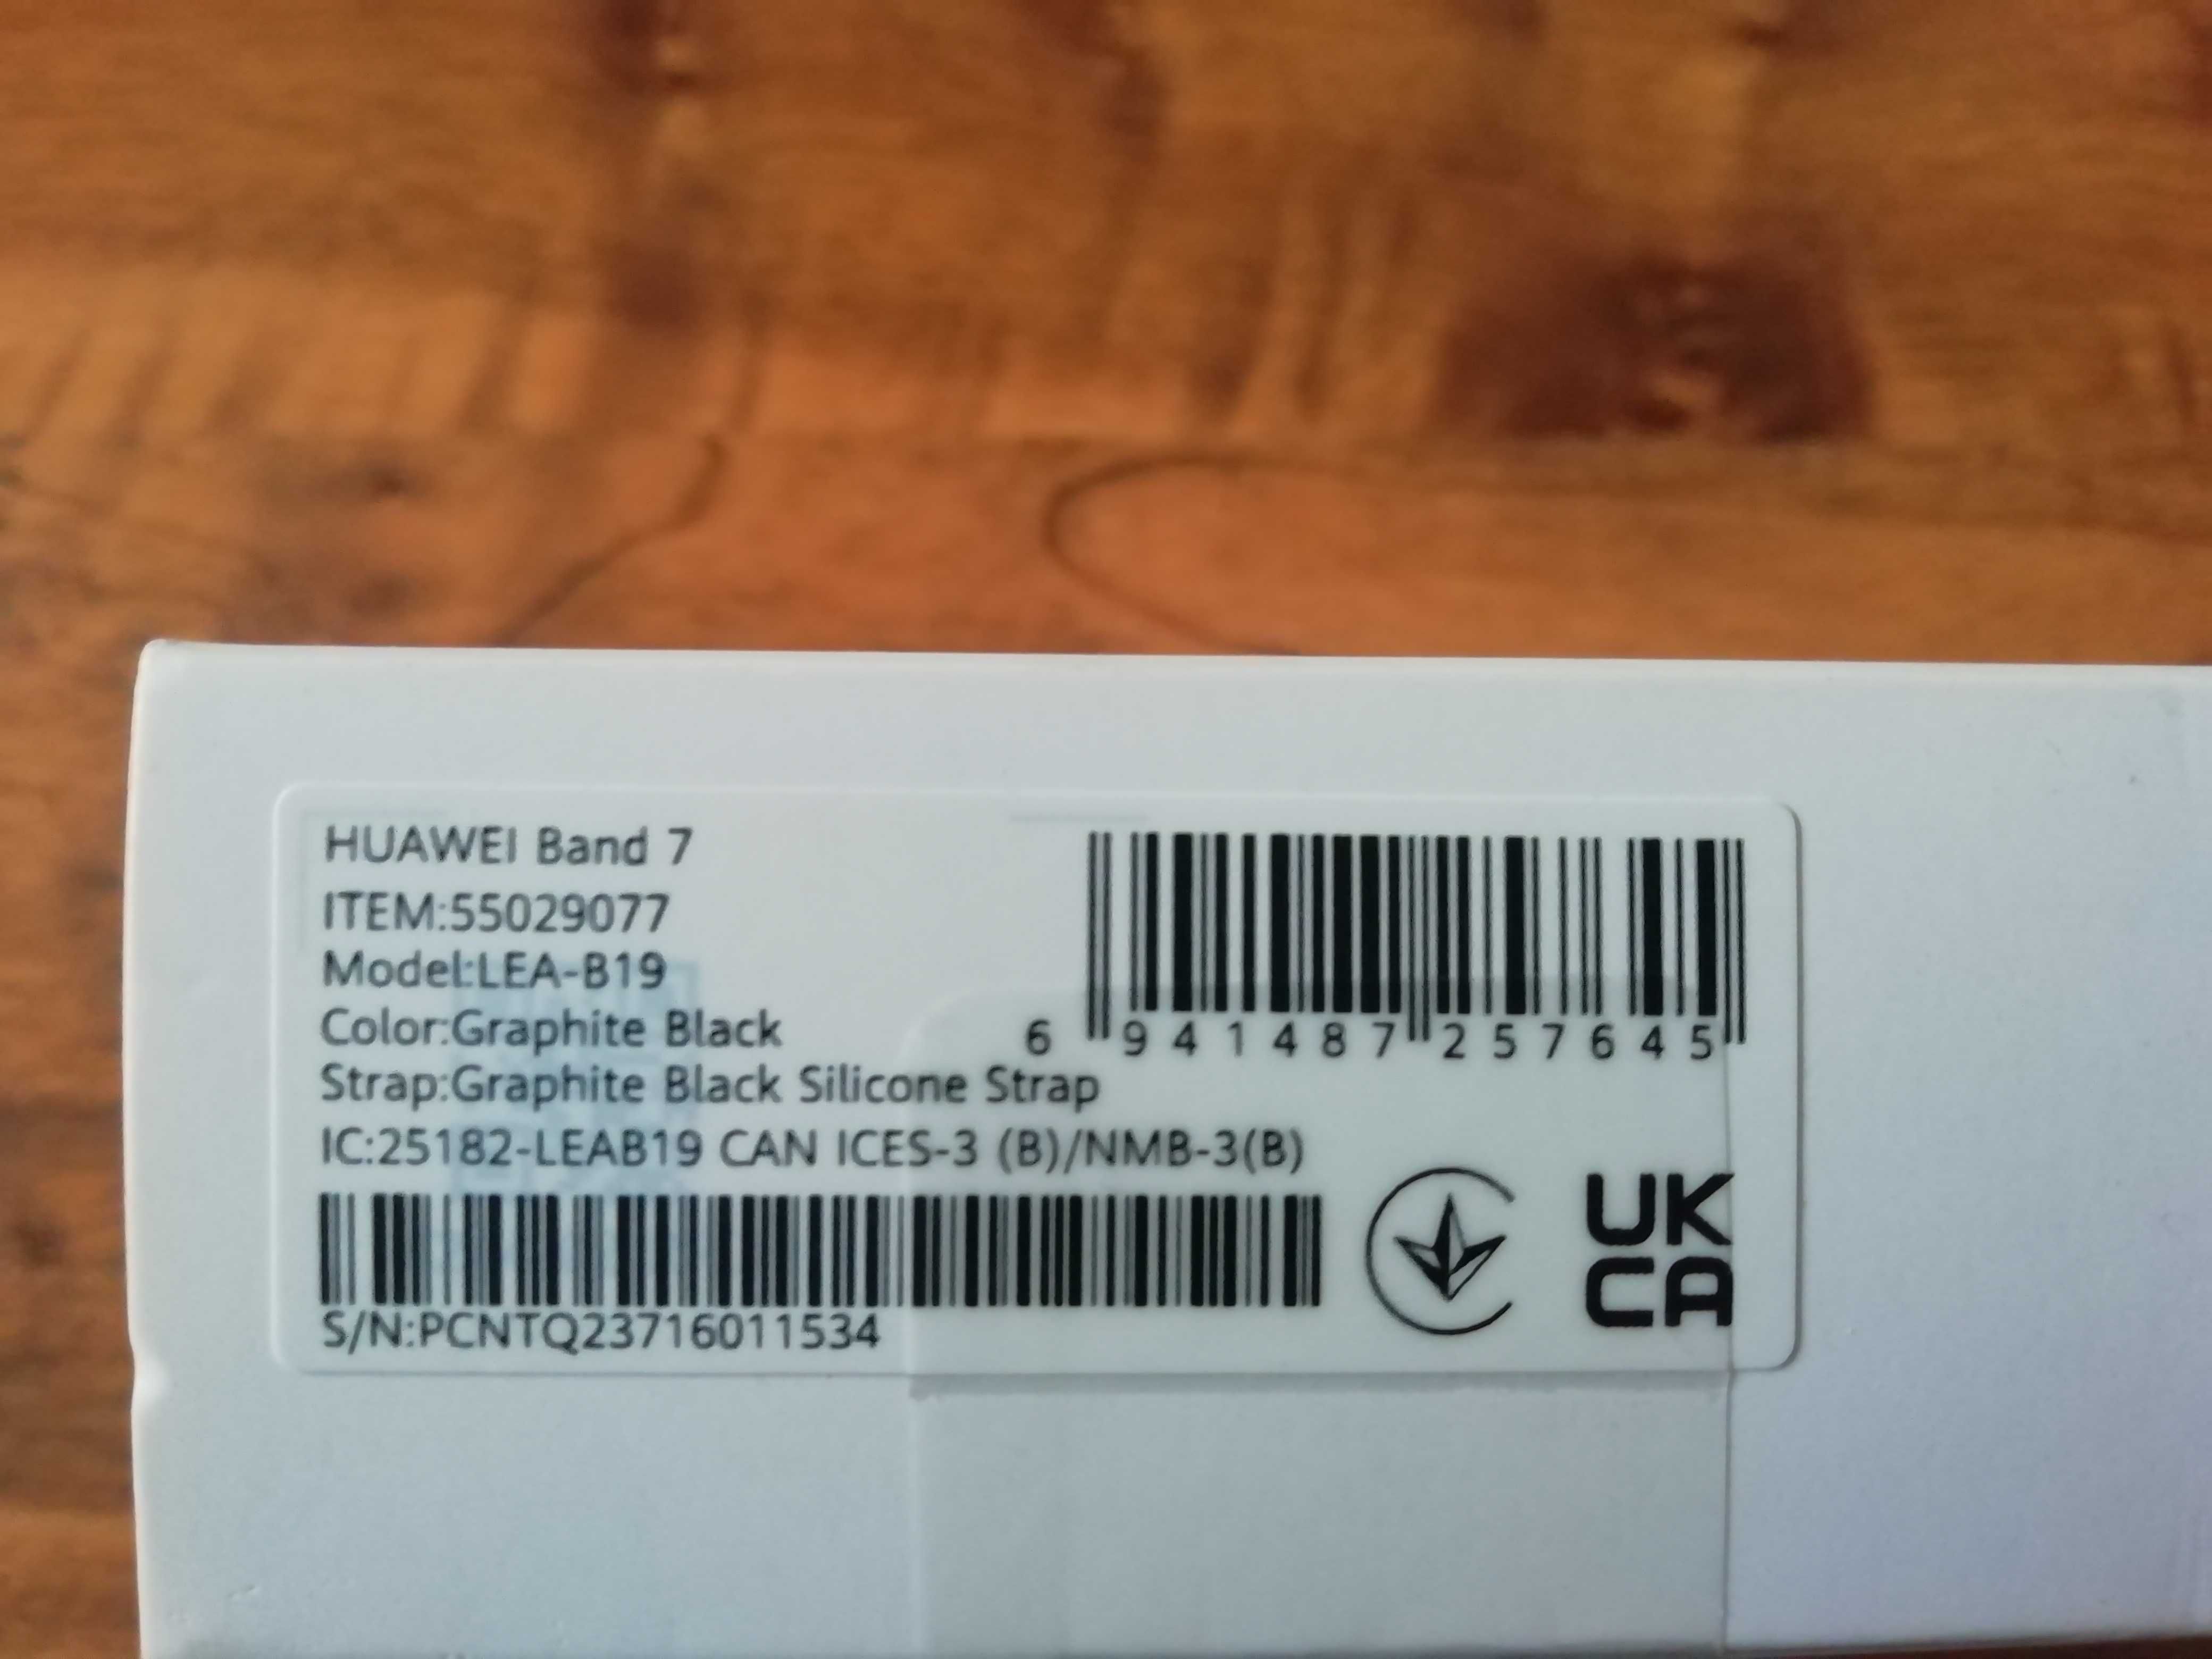 HUAWEI Band 7
ITEM:55029077
Model:LEA-B19
Color:Graphite Black
Strap:Graphite Black Silicone Strap
IC:25182-LEAB19 CAN ICES-3 (B)/NMB-3(B)
S/N:PCNTQ23716011534
6 941487 257645
UK
CA